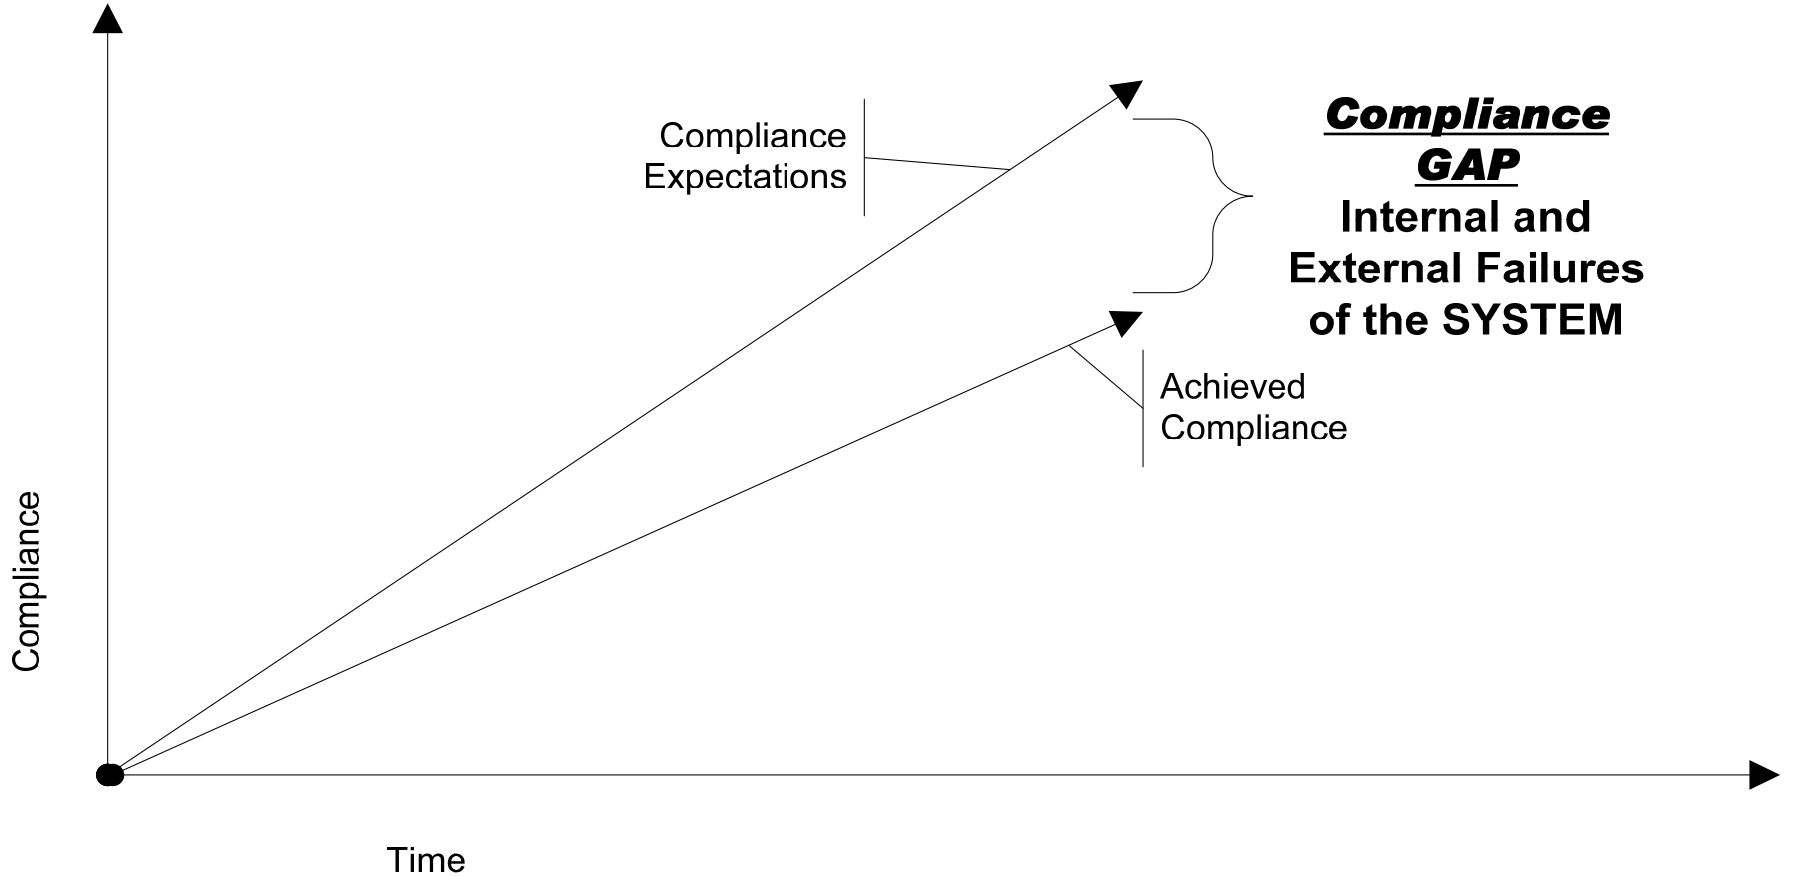 Compliance
Expectations
Compliance
GAP
Internal and
External Failures
of the SYSTEM
Achieved
Compliance
Compliance
Time